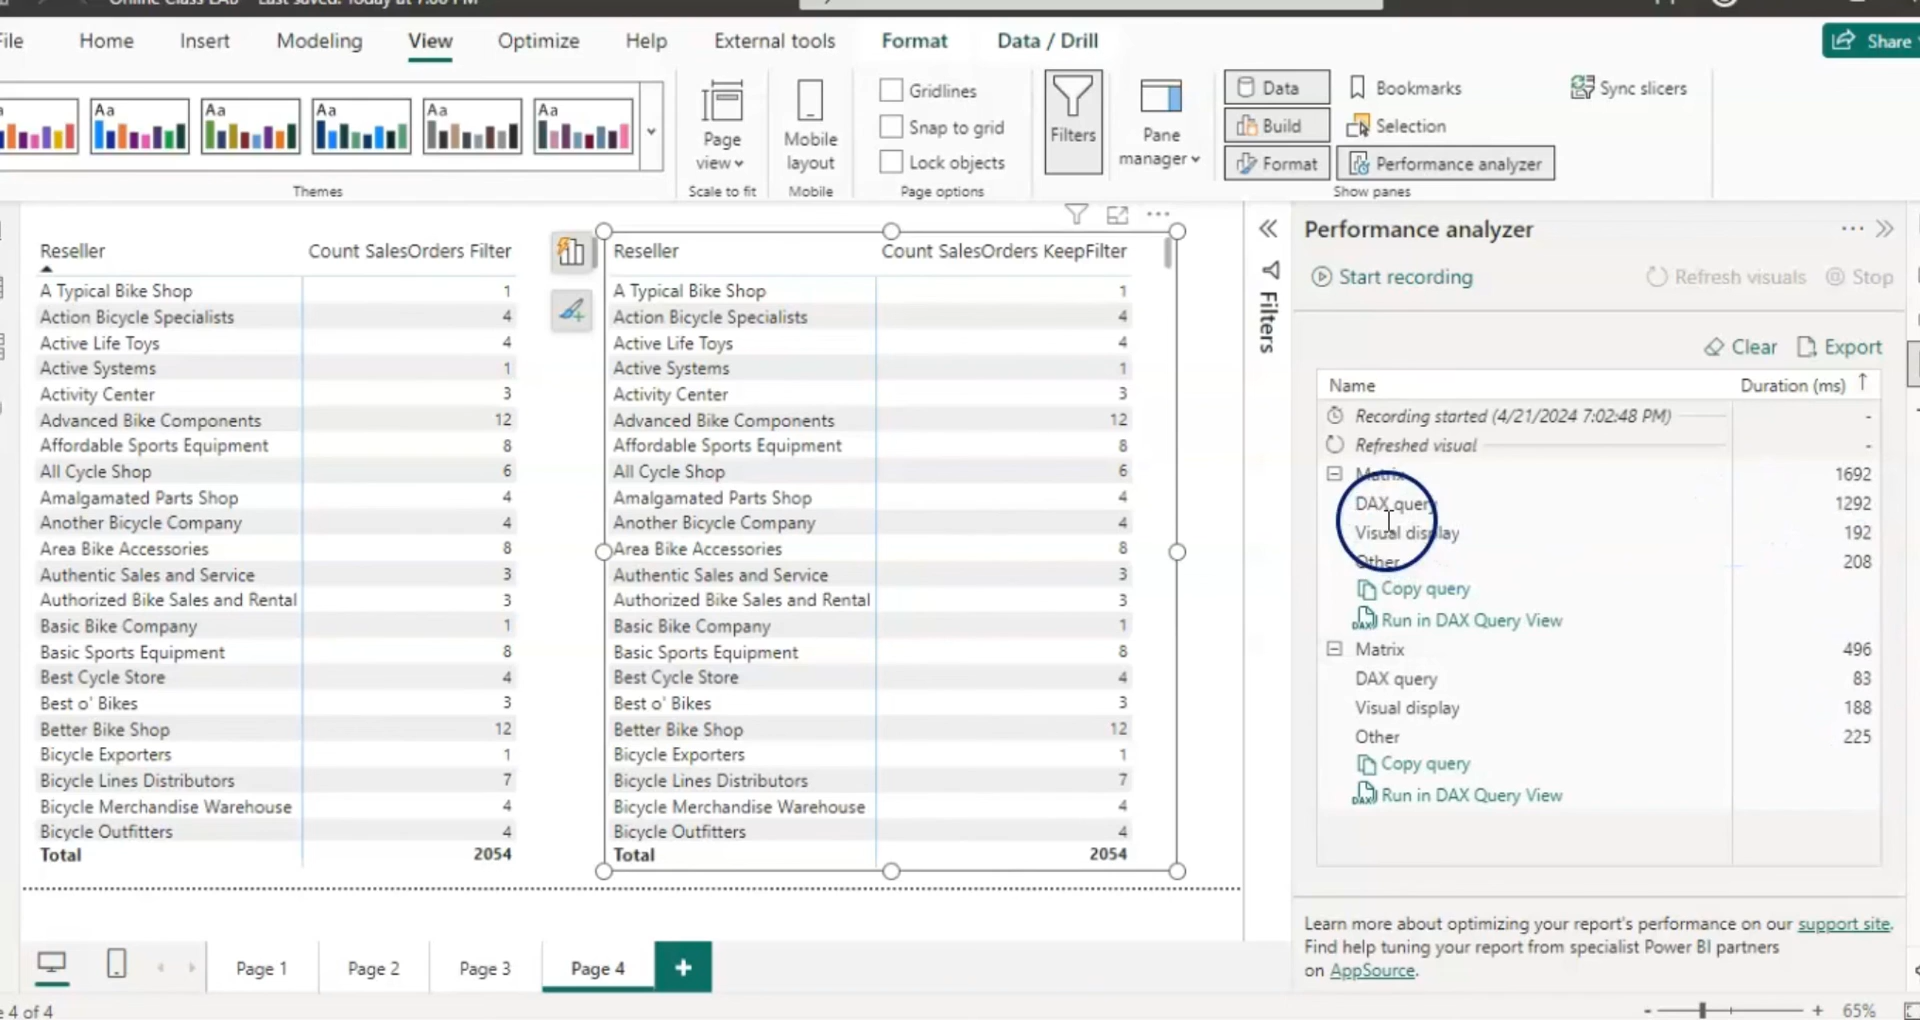 File Home Insert Modeling View Optimize Help External tools Format Data / Drill Share
Aa Aa Aa Aa Aa
Themes
Page view
Scale to fit
Mobile layout
Mobile
Gridlines
Snap to grid
Lock objects
Page options
Filters
Pane manager
Data
Build
Format
Bookmarks
Selection
Performance analyzer
Sync slicers
Show panes
Reseller Count SalesOrders Filter
A Typical Bike Shop 1
Action Bicycle Specialists 4
Active Life Toys 4
Active Systems 1
Activity Center 3
Advanced Bike Components 12
Affordable Sports Equipment 8
All Cycle Shop 6
Amalgamated Parts Shop 4
Another Bicycle Company 4
Area Bike Accessories 8
Authentic Sales and Service 3
Authorized Bike Sales and Rental 3
Basic Bike Company 1
Basic Sports Equipment 8
Best Cycle Store 4
Best o' Bikes 3
Better Bike Shop 12
Bicycle Exporters 1
Bicycle Lines Distributors 7
Bicycle Merchandise Warehouse 4
Bicycle Outfitters 4
Total 2054
Reseller Count SalesOrders KeepFilter
A Typical Bike Shop 1
Action Bicycle Specialists 4
Active Life Toys 4
Active Systems 1
Activity Center 3
Advanced Bike Components 12
Affordable Sports Equipment 8
All Cycle Shop 6
Amalgamated Parts Shop 4
Another Bicycle Company 4
Area Bike Accessories 8
Authentic Sales and Service 3
Authorized Bike Sales and Rental 3
Basic Bike Company 1
Basic Sports Equipment 8
Best Cycle Store 4
Best o' Bikes 3
Better Bike Shop 12
Bicycle Exporters 1
Bicycle Lines Distributors 7
Bicycle Merchandise Warehouse 4
Bicycle Outfitters 4
Total 2054
Filters
Performance analyzer
Start recording Refresh visuals Stop
Clear Export
Name Duration (ms)
Recording started (4/21/2024 7:02:48 PM) -
Refreshed visual -
Matrix 1692
DAX query 1292
Visual display 192
Other 208
Copy query
Run in DAX Query View
Matrix 496
DAX query 83
Visual display 188
Other 225
Copy query
Run in DAX Query View
Learn more about optimizing your report's performance on our support site.
Find help tuning your report from specialist Power BI partners
on AppSource.
Page 1 Page 2 Page 3 Page 4 +
4 of 4
- + 65%